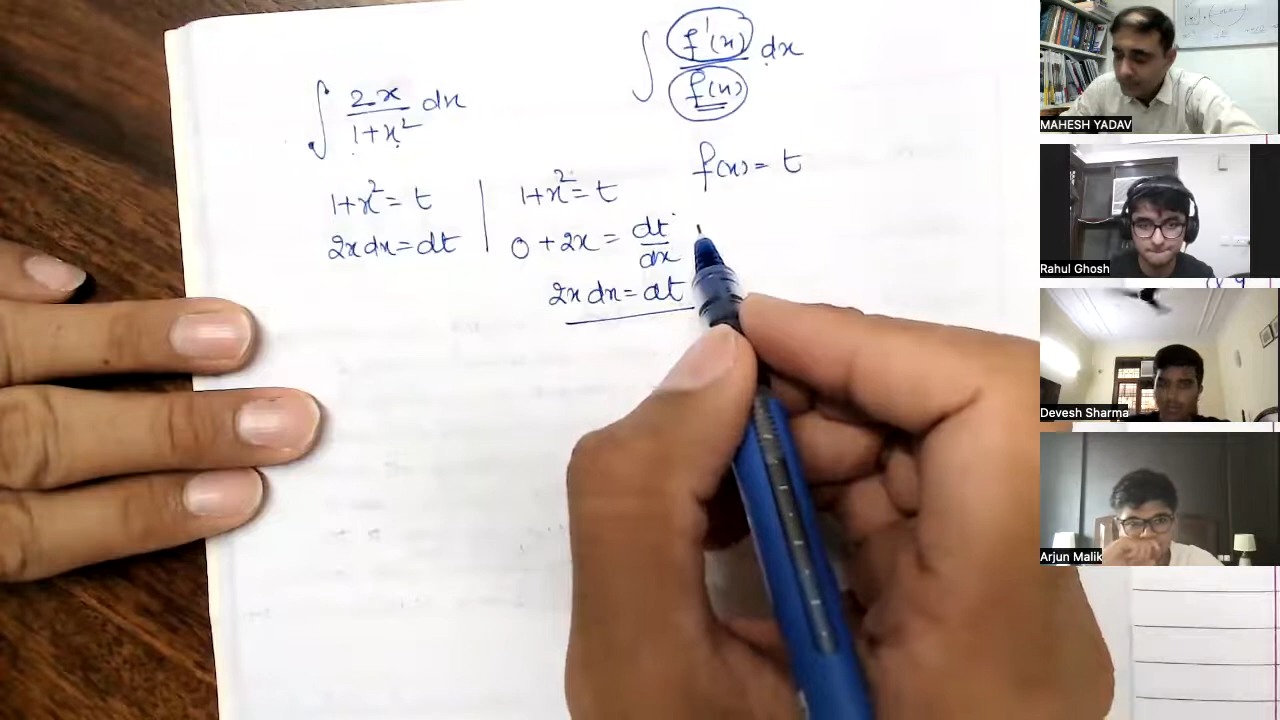 ∫ 2x/(1+x²) dx
1+x² = t
2x dx = dt
1+x² = t
0 + 2x = dt/dx
2x dx = dt
∫ f'(x)/f(x) dx
f(x) = t
MAHESH YADAV
Rahul Ghosh
Devesh Sharma
Arjun Malik